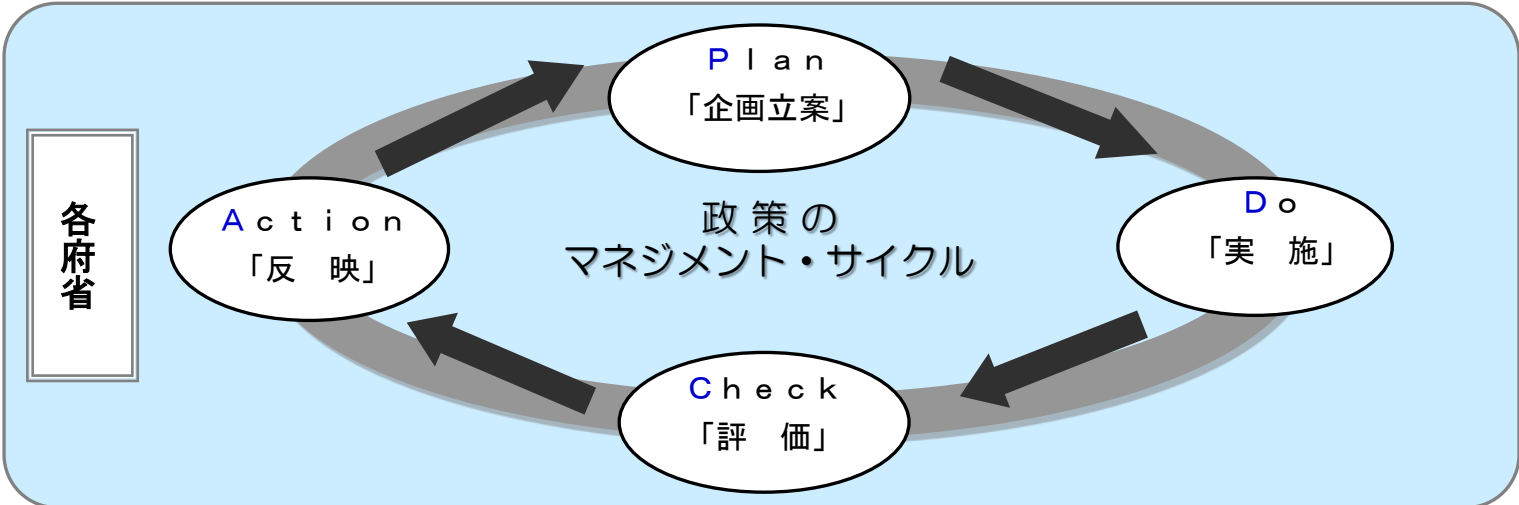 Ｐｌａｎ
「企画立案」
各府省
Ａｃｔｉｏｎ
「反　映」
政 策 の
マネジメント・サイクル
Ｄｏ
「実　施」
Ｃｈｅｃｋ
「評　価」